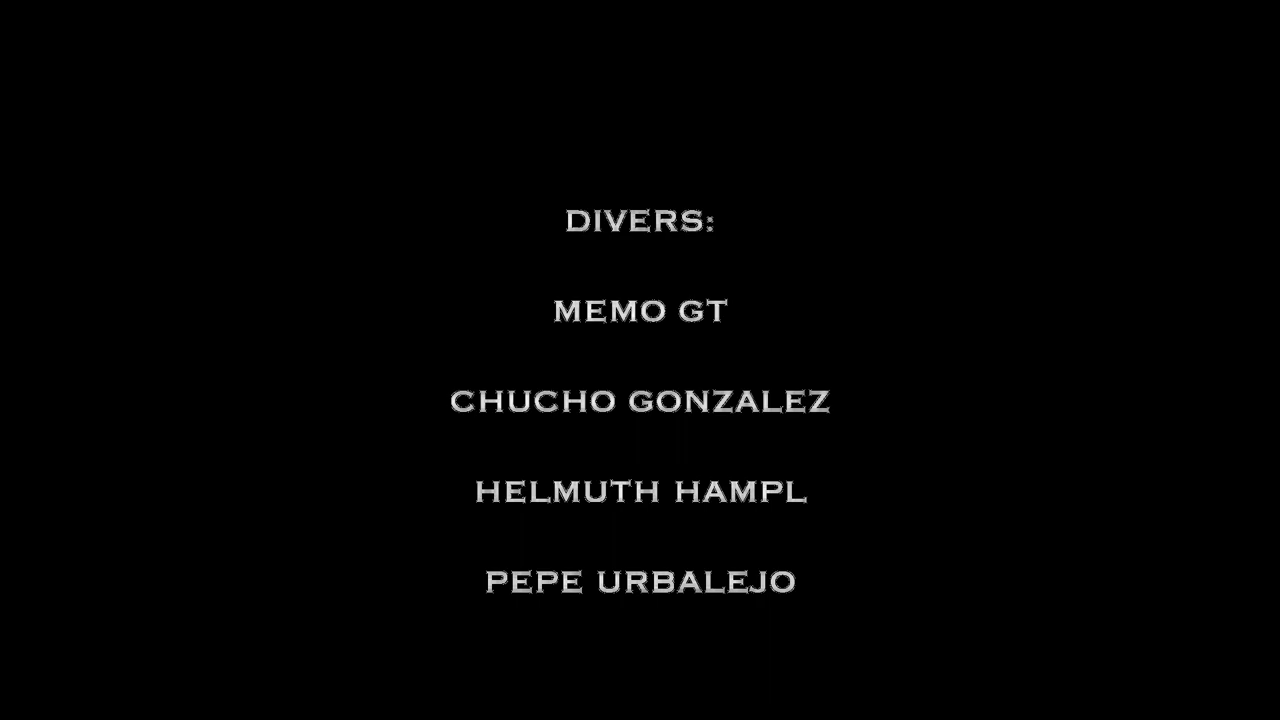 DIVERS:
MEMO GT
CHUCHO GONZALEZ
HELMUTH HAMPL
PEPE URBALEJO